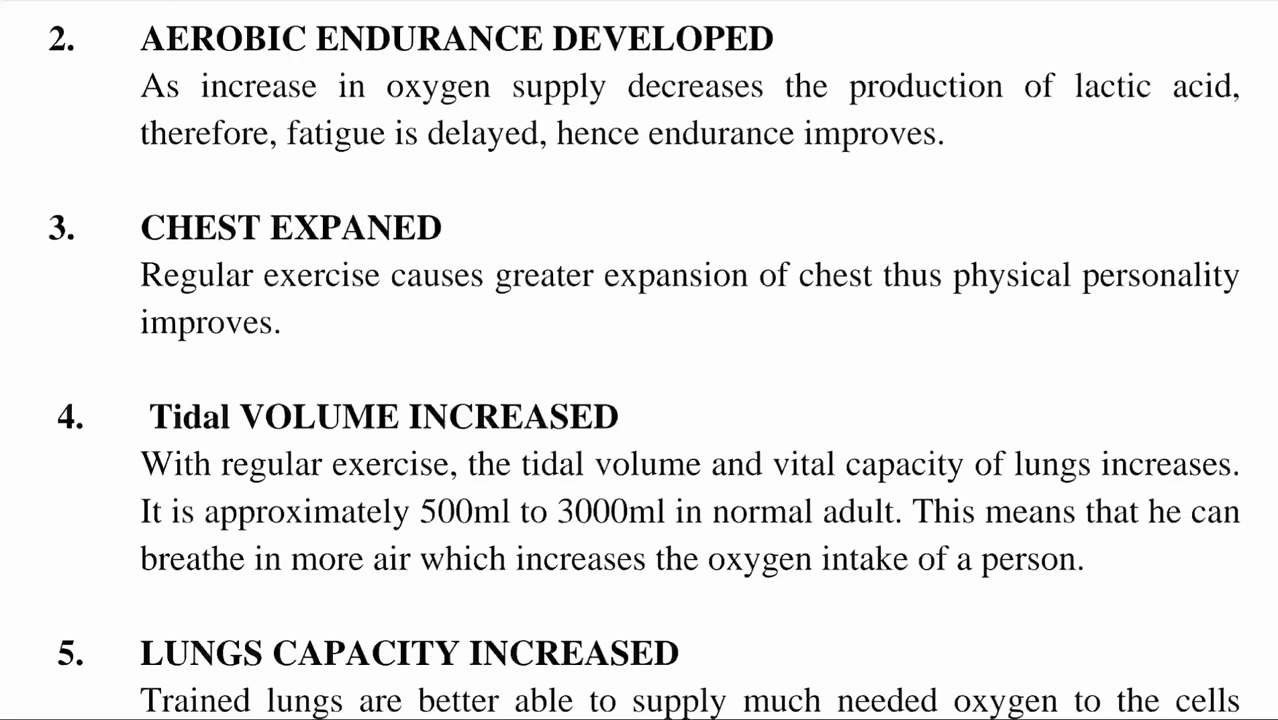 2. AEROBIC ENDURANCE DEVELOPED
As increase in oxygen supply decreases the production of lactic acid,
therefore, fatigue is delayed, hence endurance improves.
3. CHEST EXPANED
Regular exercise causes greater expansion of chest thus physical personality
improves.
4. Tidal VOLUME INCREASED
With regular exercise, the tidal volume and vital capacity of lungs increases.
It is approximately 500ml to 3000ml in normal adult. This means that he can
breathe in more air which increases the oxygen intake of a person.
5. LUNGS CAPACITY INCREASED
Trained lungs are better able to supply much needed oxygen to the cells